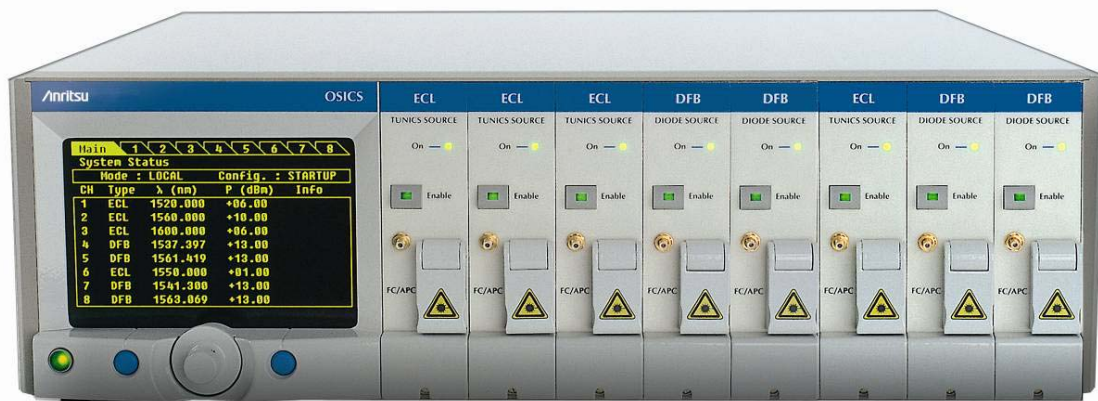 Anritsu OSICS
Main 1 2 3 4 5 6 7 8
System Status
Mode : LOCAL Config. : STARTUP
CH Type λ (nm) P (dBm) Info
1 ECL 1520.000 +06.00
2 ECL 1560.000 +10.00
3 ECL 1600.000 +06.00
4 DFB 1537.397 +13.00
5 DFB 1561.419 +13.00
6 ECL 1550.000 +01.00
7 DFB 1541.300 +13.00
8 DFB 1563.069 +13.00
ECL ECL ECL DFB DFB ECL DFB DFB
TUNICS SOURCE TUNICS SOURCE TUNICS SOURCE DIODE SOURCE DIODE SOURCE TUNICS SOURCE DIODE SOURCE DIODE SOURCE
On On On On On On On On
Enable Enable Enable Enable Enable Enable Enable Enable
FC/APC FC/APC FC/APC FC/APC FC/APC FC/APC FC/APC FC/APC